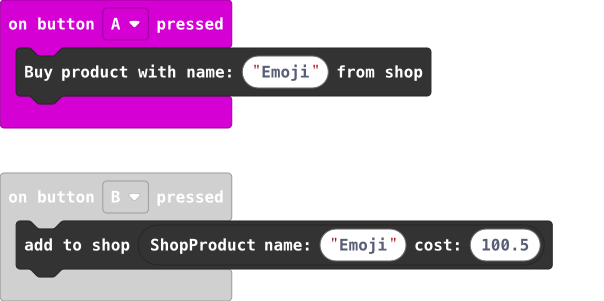 on button A pressed
Buy product with name: "Emoji" from shop
on button B pressed
add to shop ShopProduct name: "Emoji" cost: 100.5